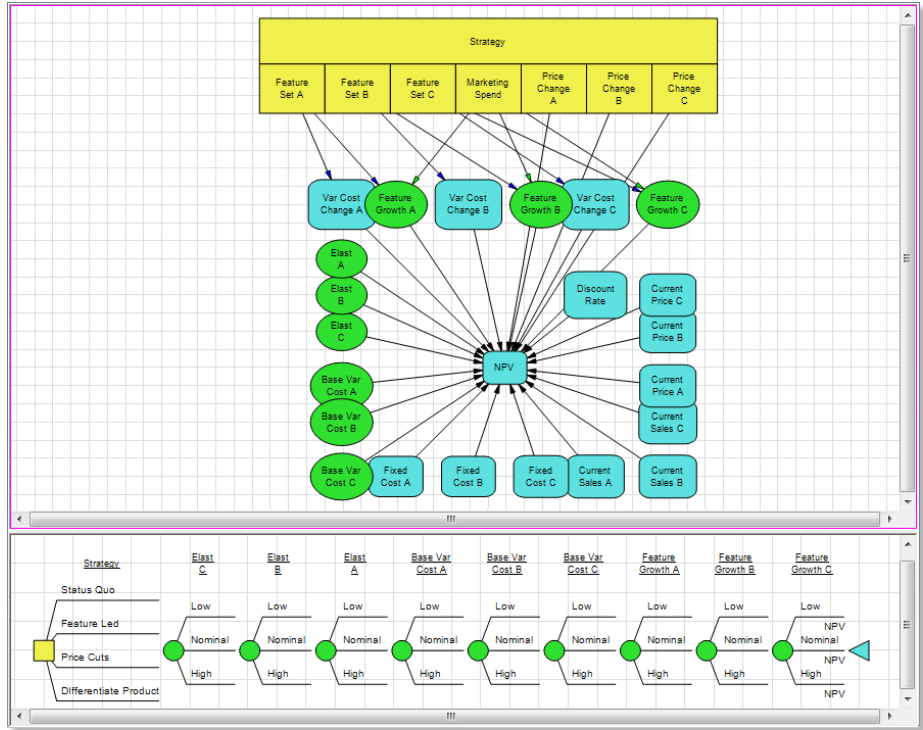 Strategy
Feature Feature Feature Marketing Price Price Price
Set A Set B Set C Spend Change Change Change
A B C
Var Cost Feature Var Cost Feature Var Cost Feature
Change A Growth A Change B Growth B Change C Growth C
Elast
A
Elast
B
Discount
Rate
Current
Price C
Elast
C
Current
Price B
NPV
Base Var
Cost A
Current
Price A
Base Var
Cost B
Current
Sales C
Base Var Fixed Fixed Fixed Current Current
Cost C Cost A Cost B Cost C Sales A Sales B
Strategy Elast Elast Elast Base Var Base Var Base Var Feature Feature Feature
C B A Cost A Cost B Cost C Growth A Growth B Growth C
Status Quo
Low Low Low Low Low Low Low Low Low
Feature Led NPV
Nominal Nominal Nominal Nominal Nominal Nominal Nominal Nominal Nominal
Price Cuts NPV
High High High High High High High High High
Differentiate Product NPV